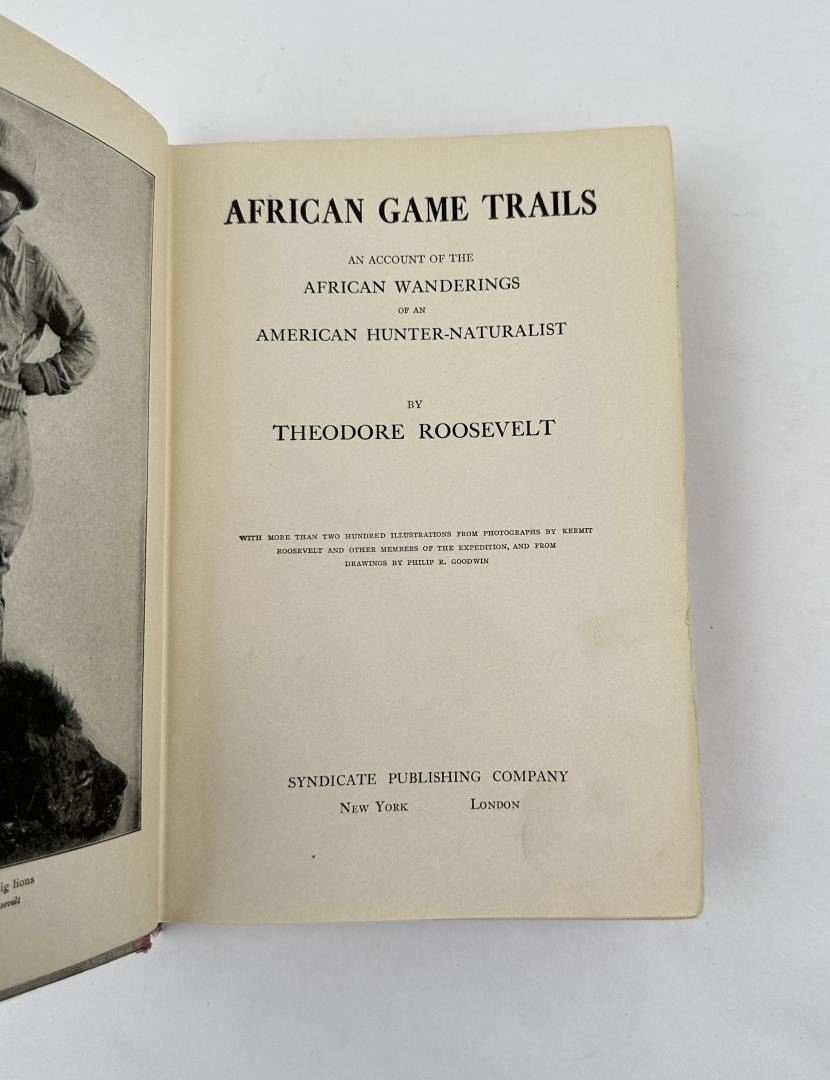 AFRICAN GAME TRAILS
AN ACCOUNT OF THE
AFRICAN WANDERINGS
OF AN
AMERICAN HUNTER-NATURALIST
BY
THEODORE ROOSEVELT
WITH MORE THAN TWO HUNDRED ILLUSTRATIONS FROM PHOTOGRAPHS BY KERMIT
ROOSEVELT AND OTHER MEMBERS OF THE EXPEDITION, AND FROM
DRAWINGS BY PHILIP R. GOODWIN
SYNDICATE PUBLISHING COMPANY
NEW YORK LONDON
lions